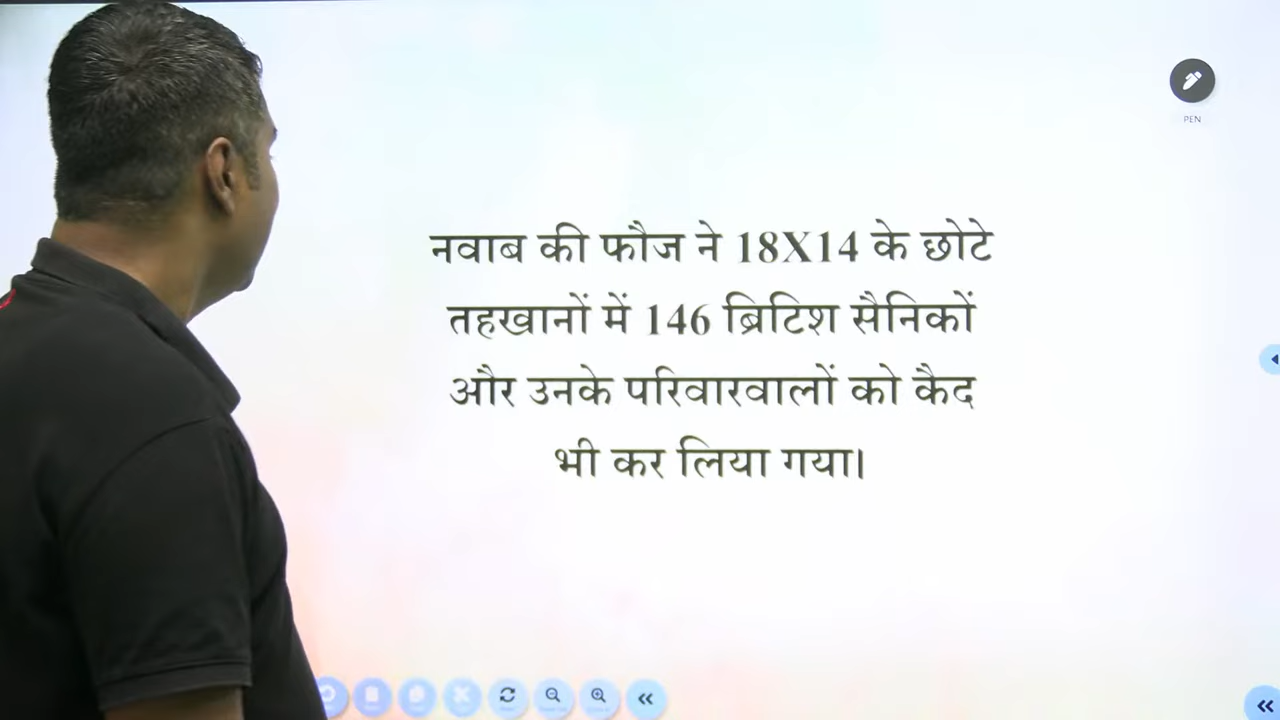 PEN
नवाब की फौज ने 18X14 के छोटे
तहखानों में 146 ब्रिटिश सैनिकों
और उनके परिवारवालों को कैद
भी कर लिया गया।